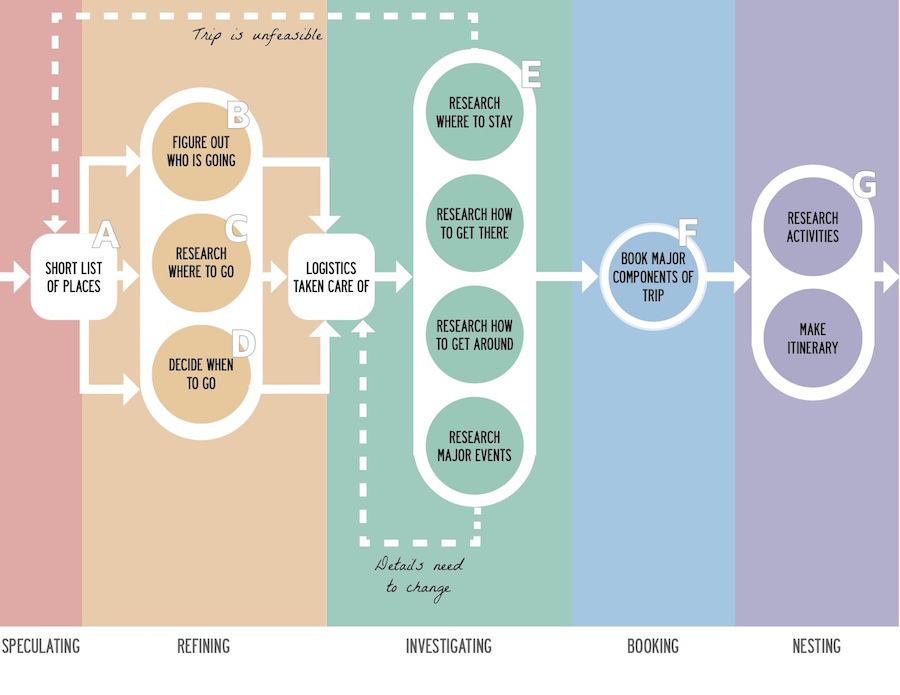 Trip is unfeasible
A
SHORT LIST
OF PLACES
B
FIGURE OUT
WHO IS GOING
C
RESEARCH
WHERE TO GO
D
DECIDE WHEN
TO GO
LOGISTICS
TAKEN CARE OF
E
RESEARCH
WHERE TO STAY
RESEARCH HOW
TO GET THERE
RESEARCH HOW
TO GET AROUND
RESEARCH
MAJOR EVENTS
Details need
to change
F
BOOK MAJOR
COMPONENTS OF
TRIP
G
RESEARCH
ACTIVITIES
MAKE
ITINERARY
SPECULATING
REFINING
INVESTIGATING
BOOKING
NESTING